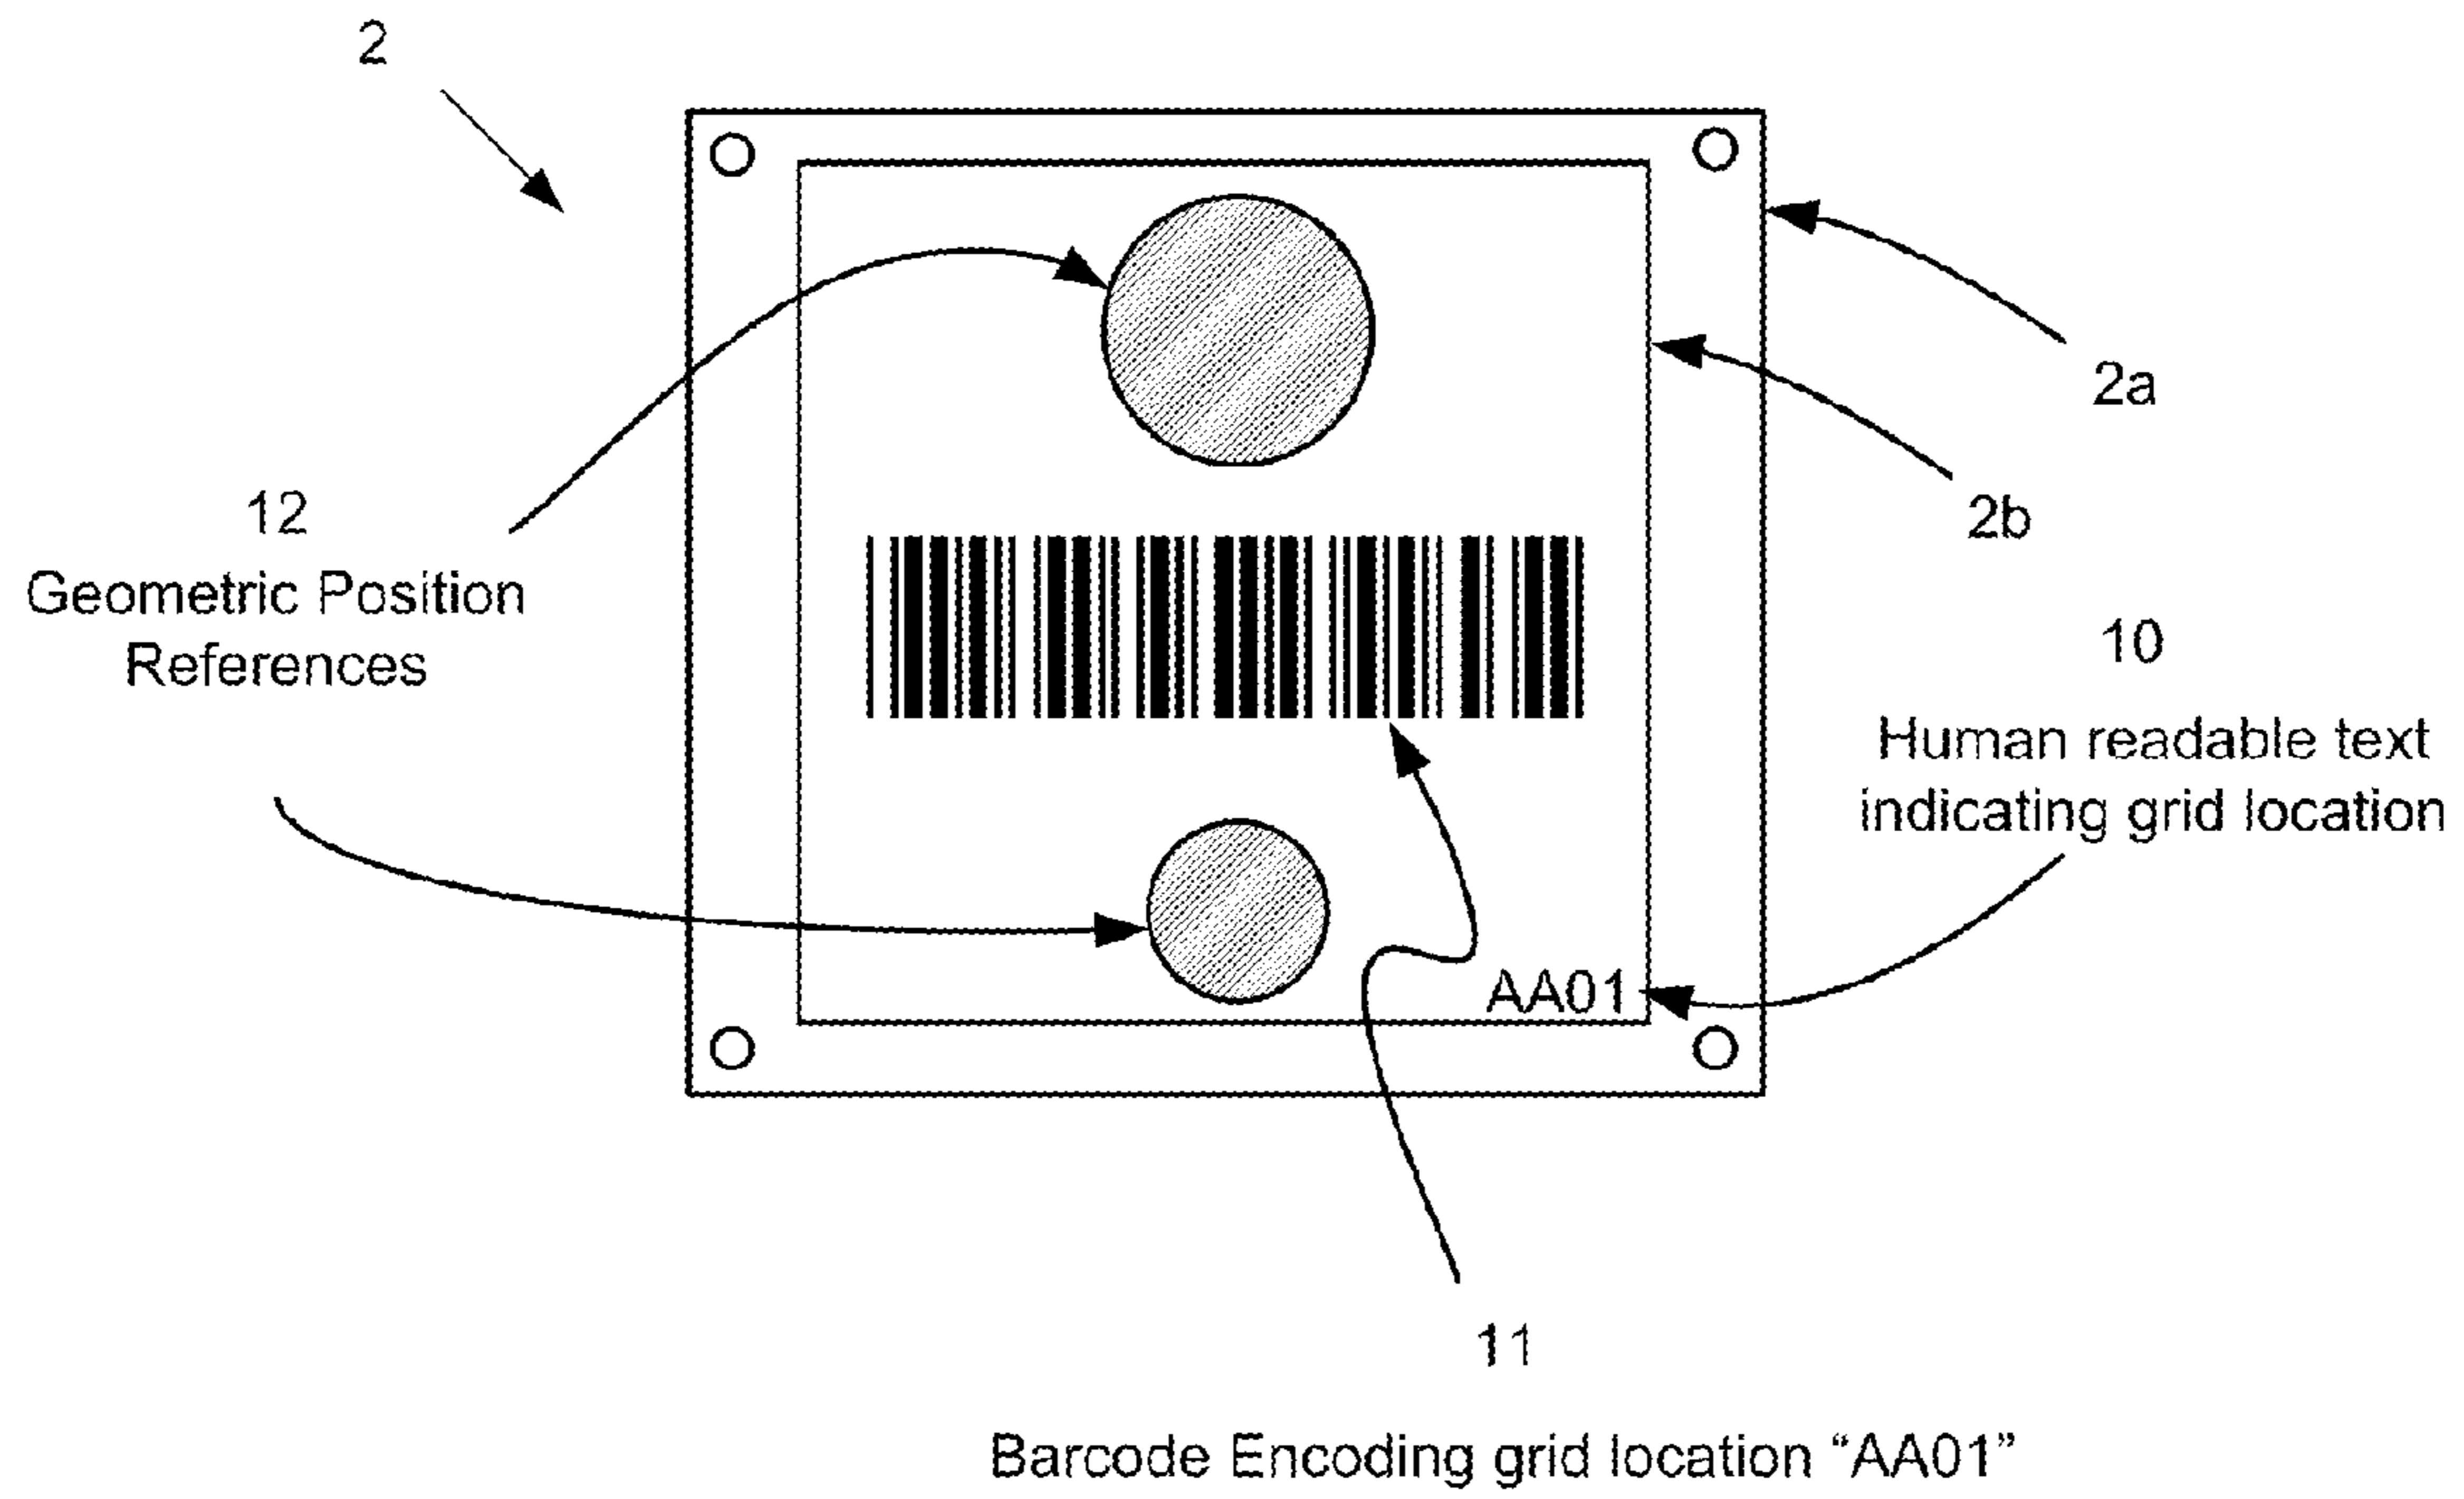 2
2a
2b
12
Geometric Position
References
10
Human readable text
indicating grid location
AA01
11
Barcode Encoding grid location “AA01”